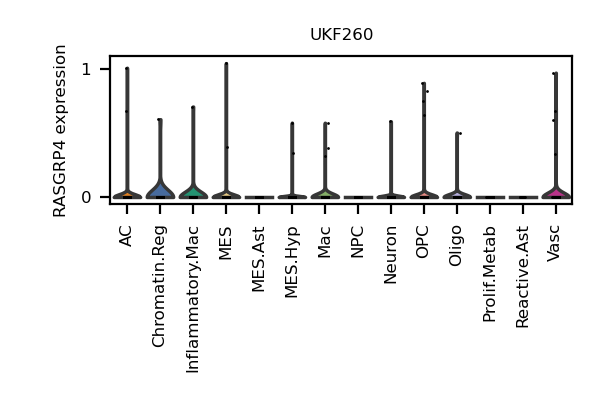 UKF260
RASGRP4 expression
1
0
AC
Chromatin.Reg
Inflammatory.Mac
MES
MES.Ast
MES.Hyp
Mac
NPC
Neuron
OPC
Oligo
Prolif.Metab
Reactive.Ast
Vasc